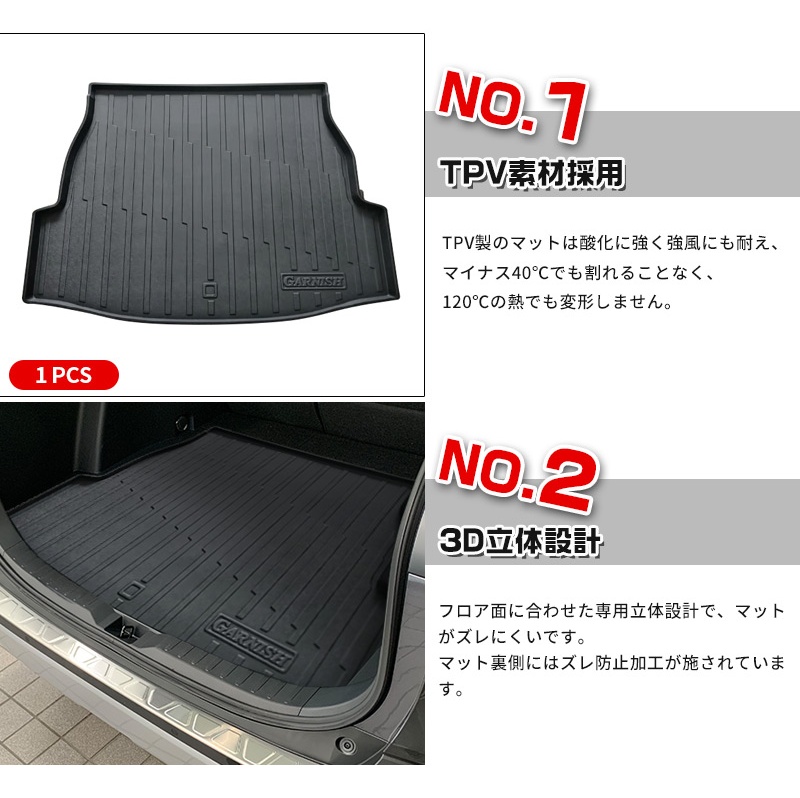 GARNISH
1 PCS
NO.1
TPV素材採用
TPV製のマットは酸化に強く強風にも耐え、
マイナス40℃でも割れることなく、
120℃の熱でも変形しません。
GARNISH
NO.2
3D立体設計
フロア面に合わせた専用立体設計で、マット
がズレにくいです。
マット裏側にはズレ防止加工が施されていま
す。